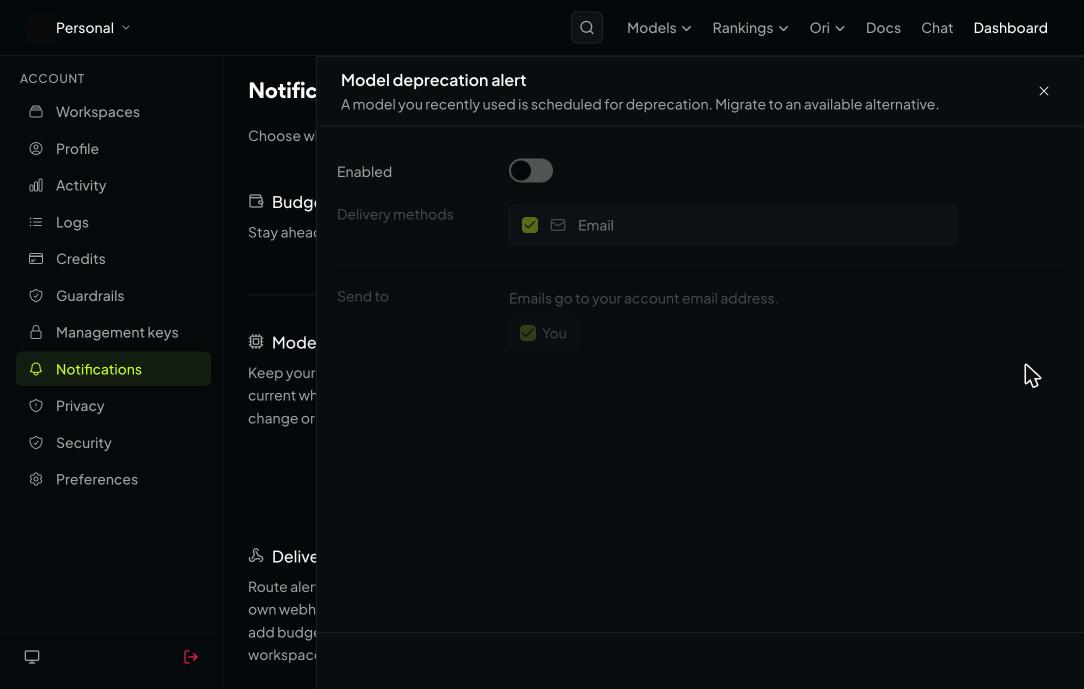 Personal
Models
Rankings
Ori
Docs
Chat
Dashboard
ACCOUNT
Workspaces
Profile
Activity
Logs
Credits
Guardrails
Management keys
Notifications
Privacy
Security
Preferences
Notific
Choose w
Budge
Stay ahead
Mode
Keep your
current wh
change or
Delive
Route aler
own webh
add budge
workspac
Model deprecation alert
A model you recently used is scheduled for deprecation. Migrate to an available alternative.
Enabled
Delivery methods
Email
Send to
Emails go to your account email address.
You